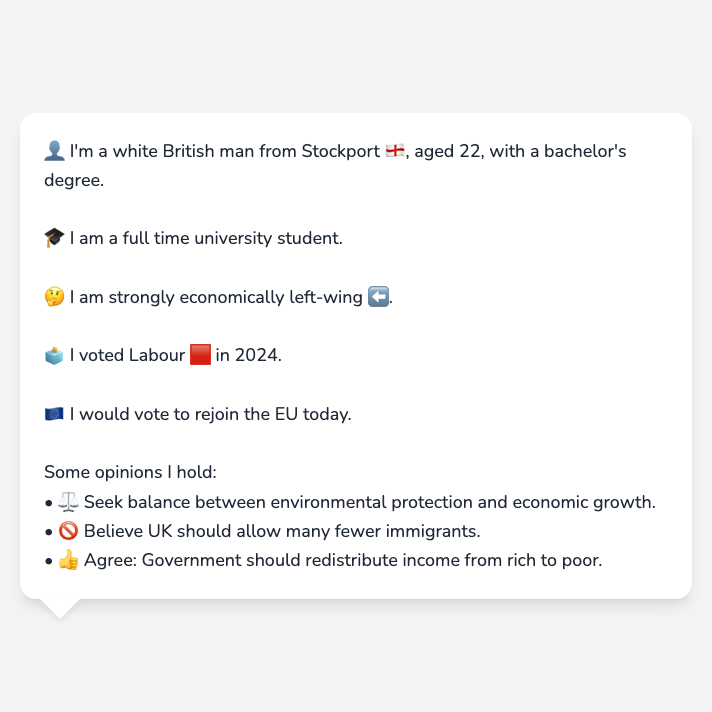 👤 I'm a white British man from Stockport 🏴󠁧󠁢󠁥󠁮󠁧󠁿, aged 22, with a bachelor's
degree.
🎓 I am a full time university student.
🤔 I am strongly economically left-wing ⬅️.
🗳️ I voted Labour 🟥 in 2024.
🇪🇺 I would vote to rejoin the EU today.
Some opinions I hold:
• ⚖️ Seek balance between environmental protection and economic growth.
• 🚫 Believe UK should allow many fewer immigrants.
• 👍 Agree: Government should redistribute income from rich to poor.